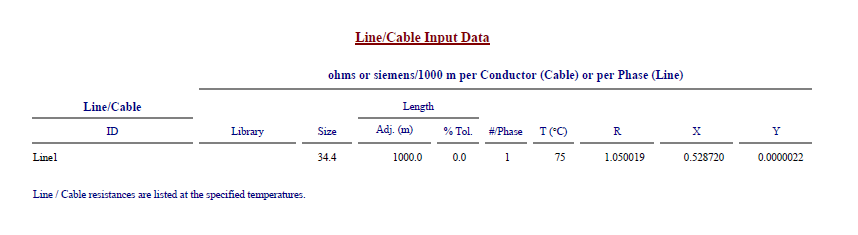 Line/Cable Input Data
ohms or siemens/1000 m per Conductor (Cable) or per Phase (Line)
Line/Cable Length
ID Library Size Adj. (m) % Tol. #/Phase T (°C) R X Y
Line1 34.4 1000.0 0.0 1 75 1.050019 0.528720 0.0000022
Line / Cable resistances are listed at the specified temperatures.